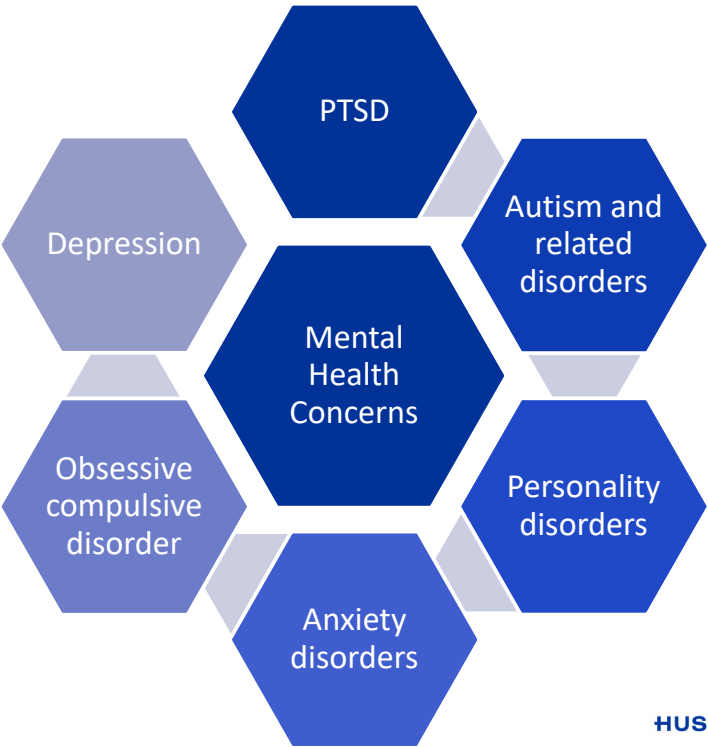 PTSD
Autism and
related
disorders
Personality
disorders
Anxiety
disorders
Obsessive
compulsive
disorder
Depression
Mental
Health
Concerns
HUS